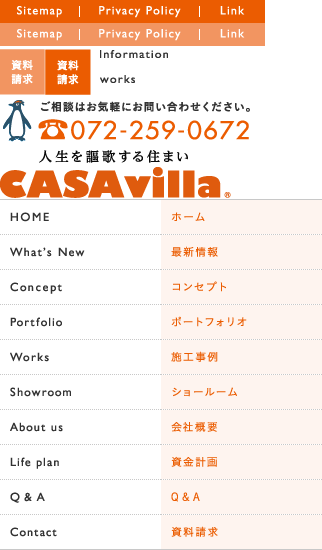 Sitemap | Privacy Policy | Link
Sitemap | Privacy Policy | Link
資料 資料
請求 請求
Information
works
ご相談はお気軽にお問い合わせください。
072-259-0672
人生を謳歌する住まい
CASAvilla®
HOME ホーム
What's New 最新情報
Concept コンセプト
Portfolio ポートフォリオ
Works 施工事例
Showroom ショールーム
About us 会社概要
Life plan 資金計画
Q & A Q & A
Contact 資料請求